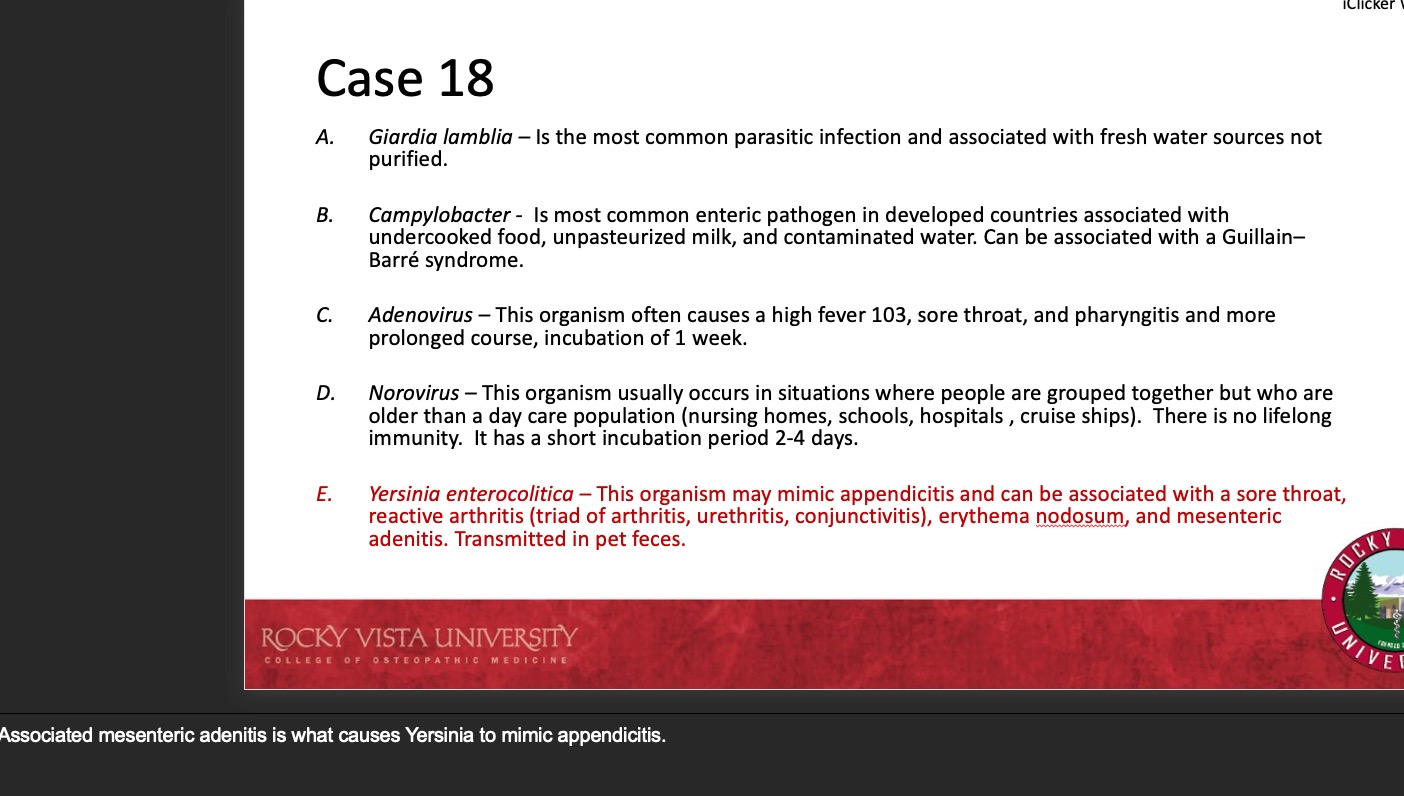 iClicker
Case 18
A. Giardia lamblia – Is the most common parasitic infection and associated with fresh water sources not
purified.
B. Campylobacter - Is most common enteric pathogen in developed countries associated with
undercooked food, unpasteurized milk, and contaminated water. Can be associated with a Guillain–
Barré syndrome.
C. Adenovirus – This organism often causes a high fever 103, sore throat, and pharyngitis and more
prolonged course, incubation of 1 week.
D. Norovirus – This organism usually occurs in situations where people are grouped together but who are
older than a day care population (nursing homes, schools, hospitals , cruise ships). There is no lifelong
immunity. It has a short incubation period 2-4 days.
E. Yersinia enterocolitica – This organism may mimic appendicitis and can be associated with a sore throat,
reactive arthritis (triad of arthritis, urethritis, conjunctivitis), erythema nodosum, and mesenteric
adenitis. Transmitted in pet feces.
ROCKY VISTA UNIVERSITY
COLLEGE OF OSTEOPATHIC MEDICINE
ROCKY
UNIVE
Associated mesenteric adenitis is what causes Yersinia to mimic appendicitis.